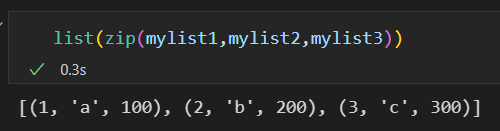 list(zip(mylist1,mylist2,mylist3))
0.3s
[(1, 'a', 100), (2, 'b', 200), (3, 'c', 300)]